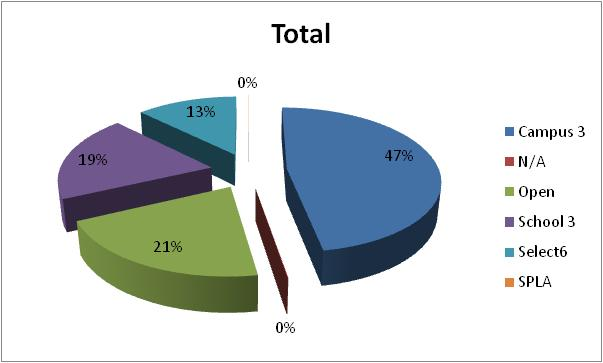 Total
0%
13%
47%
19%
21%
0%
Campus 3
N/A
Open
School 3
Select6
SPLA